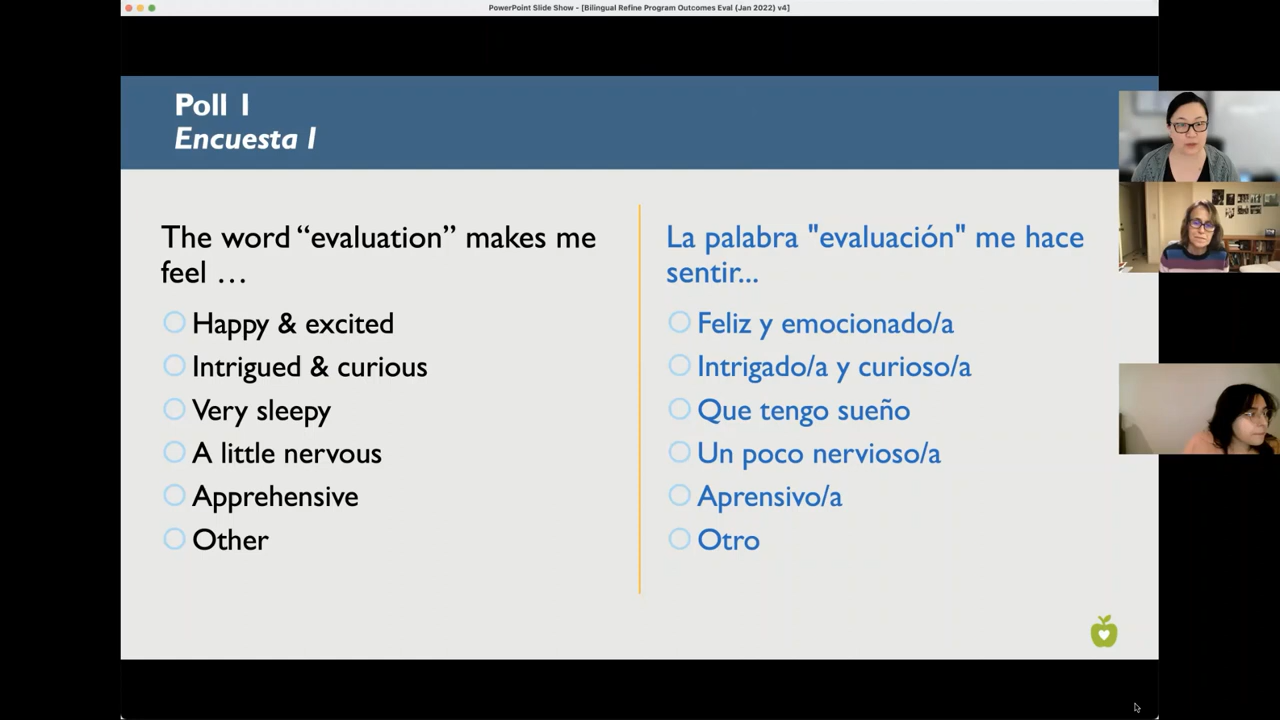 PowerPoint Slide Show - [Bilingual Refine Program Outcomes Eval (Jan 2022) v4]
Poll 1
Encuesta 1
The word “evaluation” makes me
feel …
Happy & excited
Intrigued & curious
Very sleepy
A little nervous
Apprehensive
Other
La palabra "evaluación" me hace
sentir...
Feliz y emocionado/a
Intrigado/a y curioso/a
Que tengo sueño
Un poco nervioso/a
Aprensivo/a
Otro